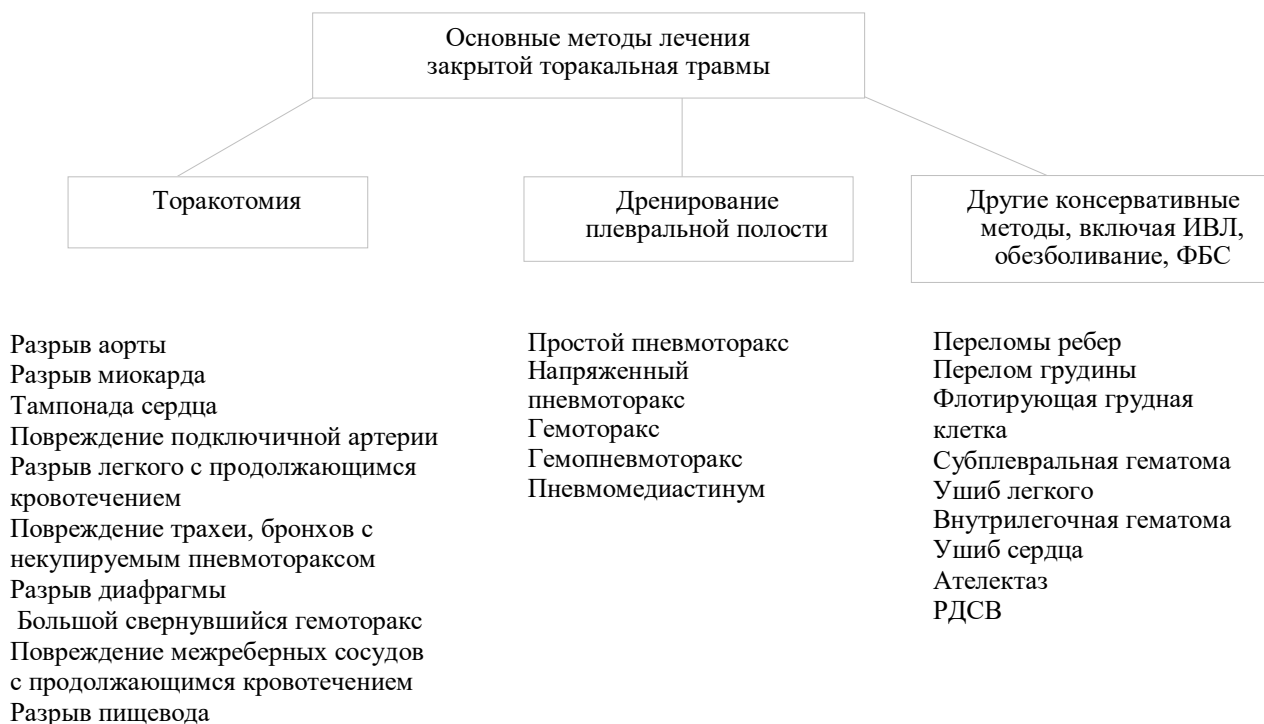 Основные методы лечения
закрытой торакальная травмы
Торакотомия
Дренирование
плевральной полости
Другие консервативные
методы, включая ИВЛ,
обезболивание, ФБС
Разрыв аорты
Разрыв миокарда
Тампонада сердца
Повреждение подключичной артерии
Разрыв легкого с продолжающимся
кровотечением
Повреждение трахеи, бронхов с
некупируемым пневмотораксом
Разрыв диафрагмы
Большой свернувшийся гемоторакс
Повреждение межреберных сосудов
с продолжающимся кровотечением
Разрыв пищевода
Простой пневмоторакс
Напряженный
пневмоторакс
Гемоторакс
Гемопневмоторакс
Пневмомедиастинум
Переломы ребер
Перелом грудины
Флотирующая грудная
клетка
Субплевральная гематома
Ушиб легкого
Внутрилегочная гематома
Ушиб сердца
Ателектаз
РДСВ